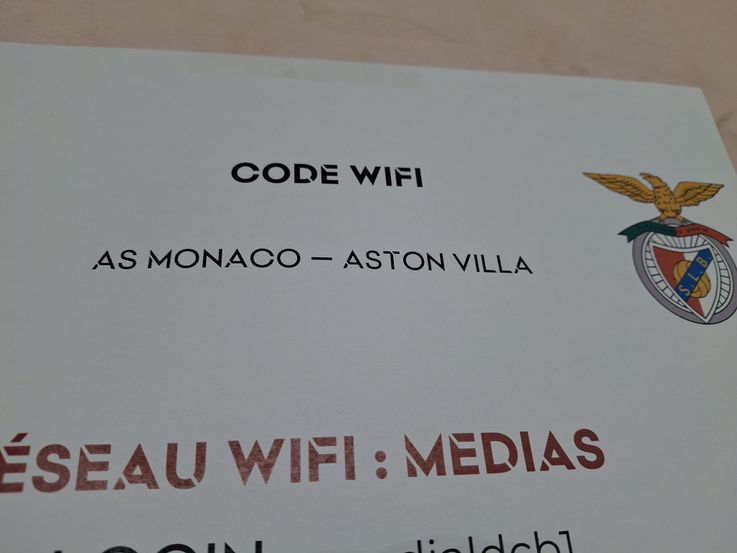 CODE WIFI
AS MONACO – ASTON VILLA
S.L.B
ÉSEAU WIFI : MEDIAS